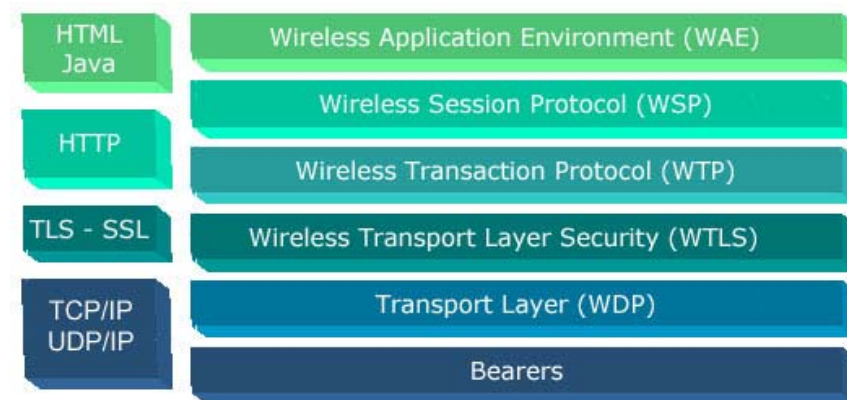 HTML
Java
HTTP
TLS - SSL
TCP/IP
UDP/IP
Wireless Application Environment (WAE)
Wireless Session Protocol (WSP)
Wireless Transaction Protocol (WTP)
Wireless Transport Layer Security (WTLS)
Transport Layer (WDP)
Bearers